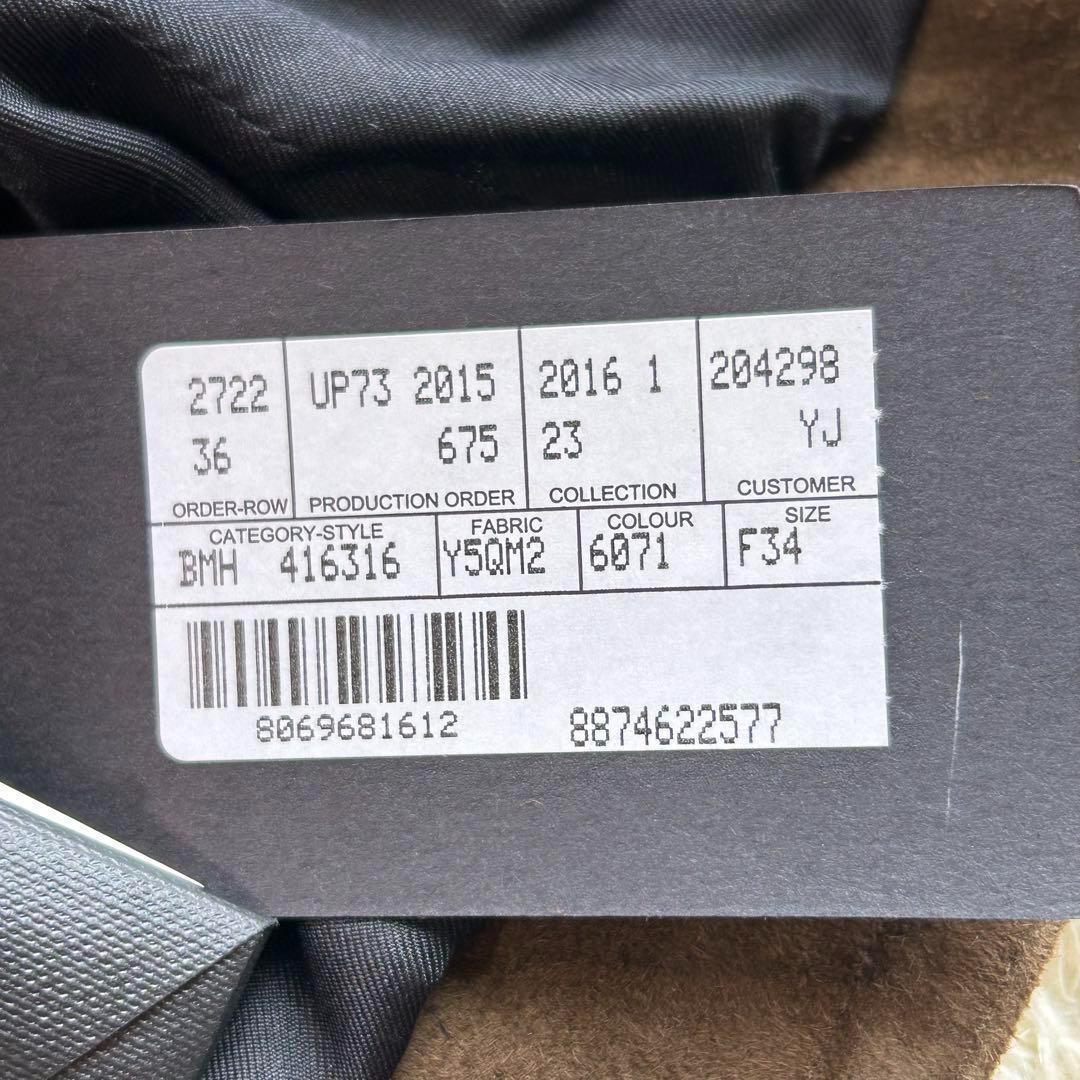 2722
36
ORDER-ROW
UP73 2015
675
PRODUCTION ORDER
2016 1
23
COLLECTION
204298
YJ
CUSTOMER
CATEGORY-STYLE
BMH 416316
FABRIC
Y5QM2
COLOUR
6071
SIZE
F34
8069681612
8874622577